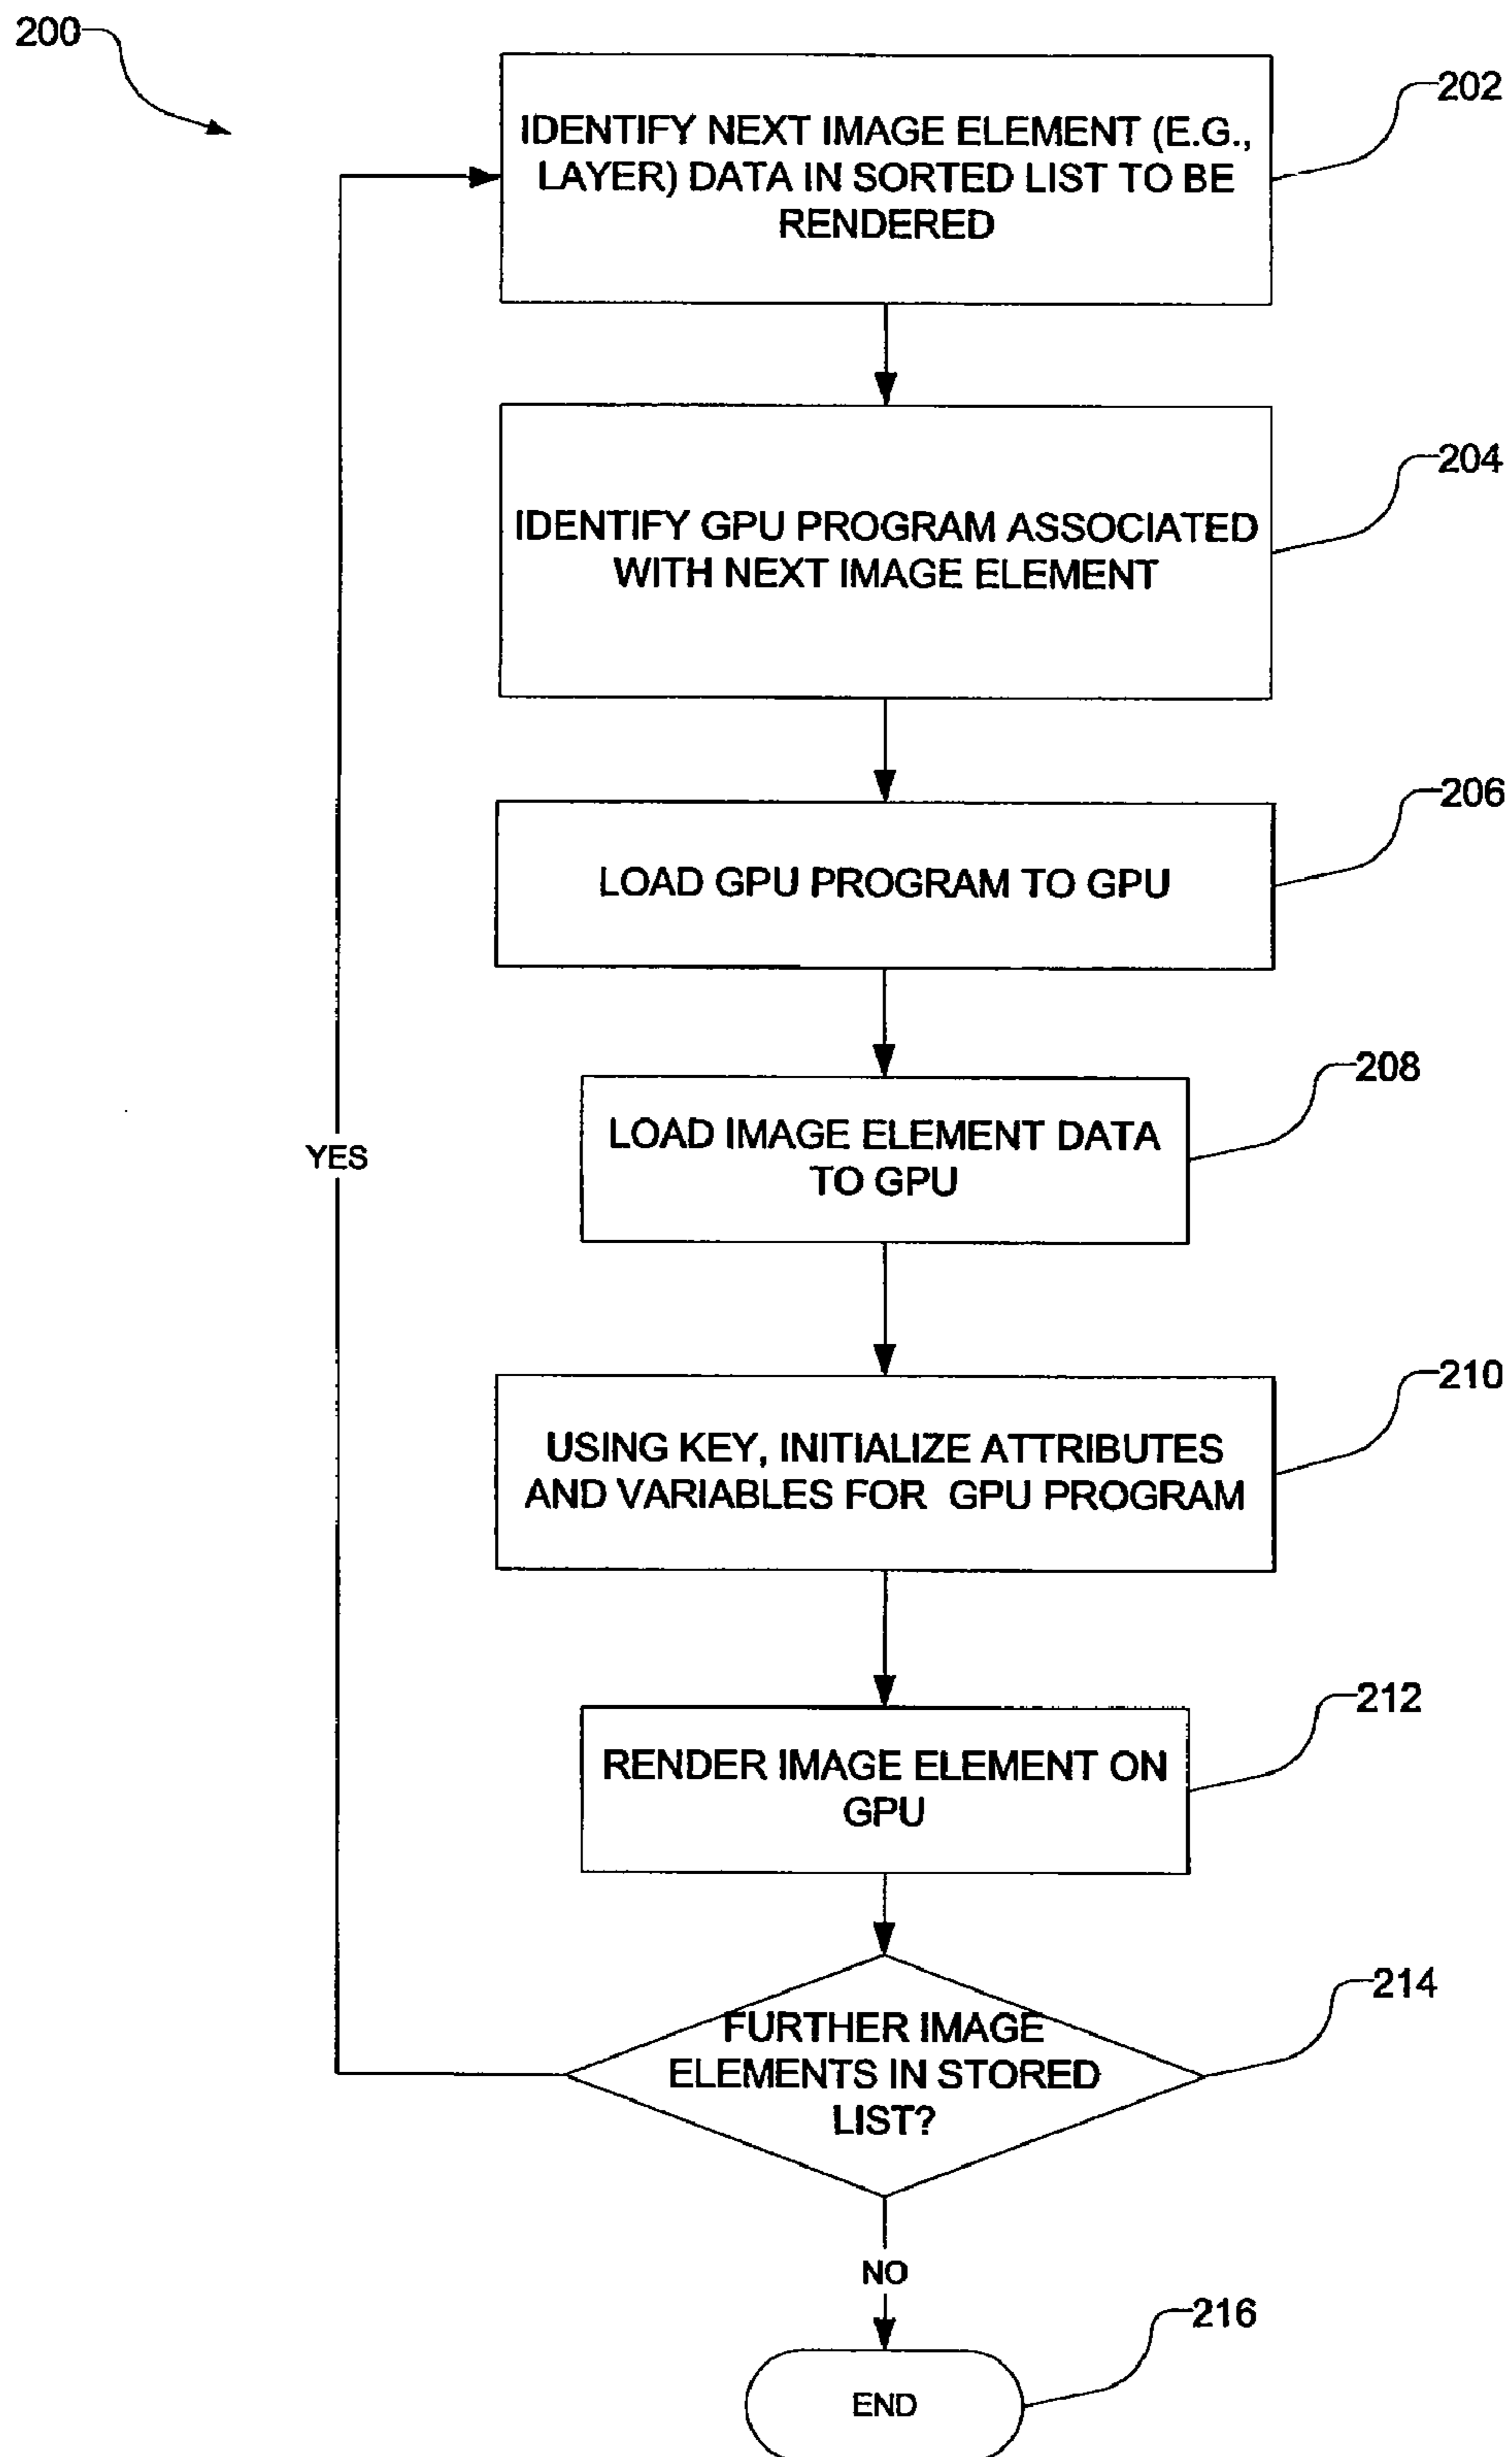 200
202
IDENTIFY NEXT IMAGE ELEMENT (E.G.,
LAYER) DATA IN SORTED LIST TO BE
RENDERED
204
IDENTIFY GPU PROGRAM ASSOCIATED
WITH NEXT IMAGE ELEMENT
206
LOAD GPU PROGRAM TO GPU
208
LOAD IMAGE ELEMENT DATA
TO GPU
YES
210
USING KEY, INITIALIZE ATTRIBUTES
AND VARIABLES FOR GPU PROGRAM
212
RENDER IMAGE ELEMENT ON
GPU
214
FURTHER IMAGE
ELEMENTS IN STORED
LIST?
NO
216
END